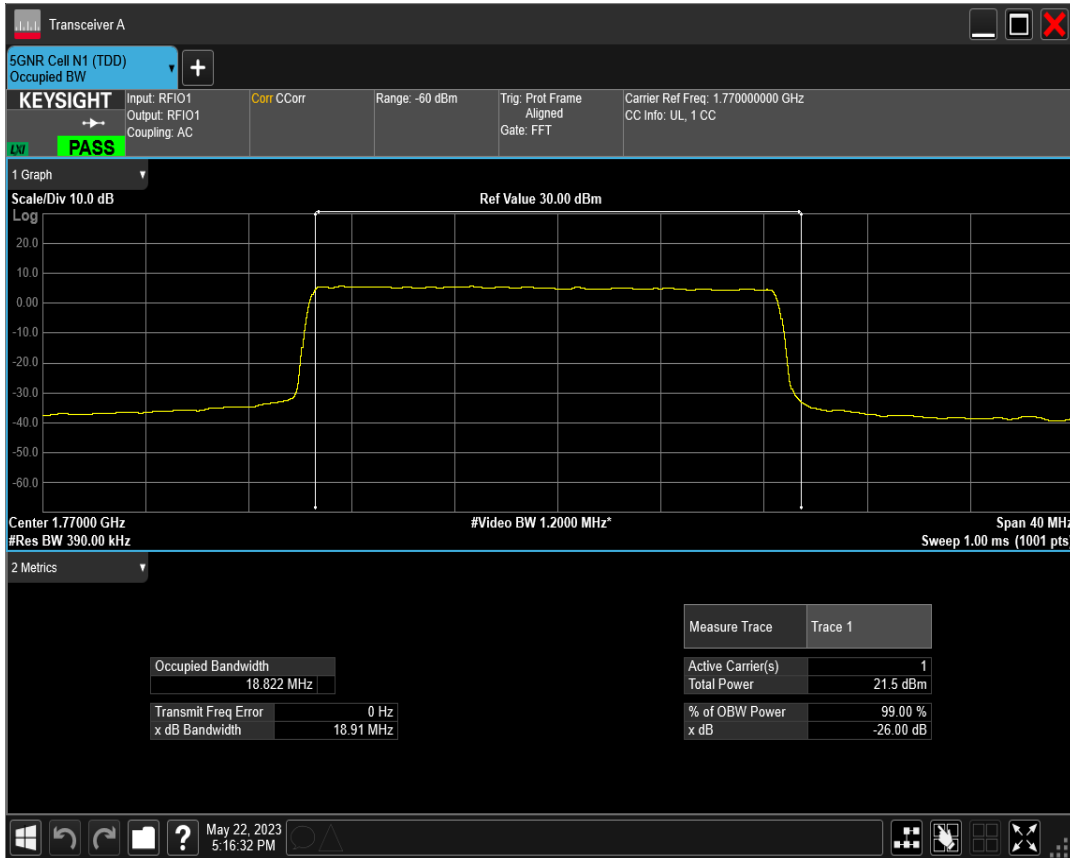 Transceiver A
5GNR Cell N1 (TDD)
Occupied BW
KEYSIGHT
LXI
PASS
Input: RFIO1
Output: RFIO1
Coupling: AC
Corr CCorr
Range: -60 dBm
Trig: Prot Frame
Aligned
Gate: FFT
Carrier Ref Freq: 1.770000000 GHz
CC Info: UL, 1 CC
1 Graph
Scale/Div 10.0 dB
Ref Value 30.00 dBm
Log
20.0
10.0
0.00
-10.0
-20.0
-30.0
-40.0
-50.0
-60.0
Center 1.77000 GHz
#Video BW 1.2000 MHz*
Span 40 MHz
#Res BW 390.00 kHz
Sweep 1.00 ms (1001 pts)
2 Metrics
Measure Trace Trace 1
Occupied Bandwidth
18.822 MHz
Active Carrier(s) 1
Total Power 21.5 dBm
Transmit Freq Error 0 Hz
x dB Bandwidth 18.91 MHz
% of OBW Power 99.00 %
x dB -26.00 dB
May 22, 2023
5:16:32 PM